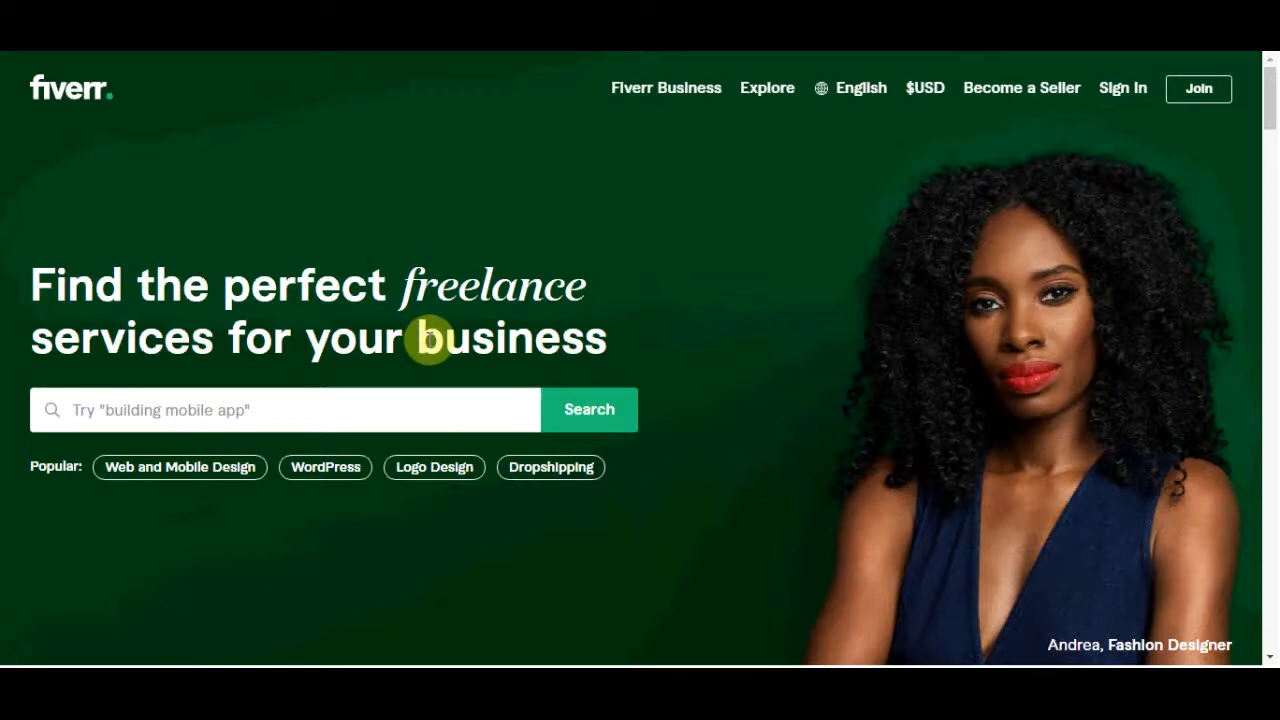 fiverr.
Fiverr Business Explore English $USD Become a Seller Sign In Join
Find the perfect freelance
services for your business
Try "building mobile app" Search
Popular: Web and Mobile Design WordPress Logo Design Dropshipping
Andrea, Fashion Designer